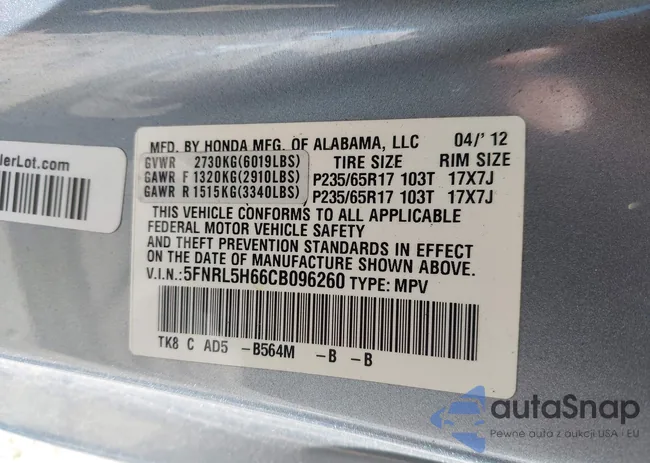 MFD. BY HONDA MFG. OF ALABAMA, LLC 04/'12
GVWR 2730KG(6019LBS) TIRE SIZE RIM SIZE
GAWR F 1320KG(2910LBS) P235/65R17 103T 17X7J
GAWR R 1515KG(3340LBS) P235/65R17 103T 17X7J
THIS VEHICLE CONFORMS TO ALL APPLICABLE
FEDERAL MOTOR VEHICLE SAFETY
AND THEFT PREVENTION STANDARDS IN EFFECT
ON THE DATE OF MANUFACTURE SHOWN ABOVE.
V.I.N.:5FNRL5H66CB096260 TYPE: MPV
TK8 C AD5 -B564M -B -B
lerLot.com
autaSnap
Pewne auta z aukcji USA i EU